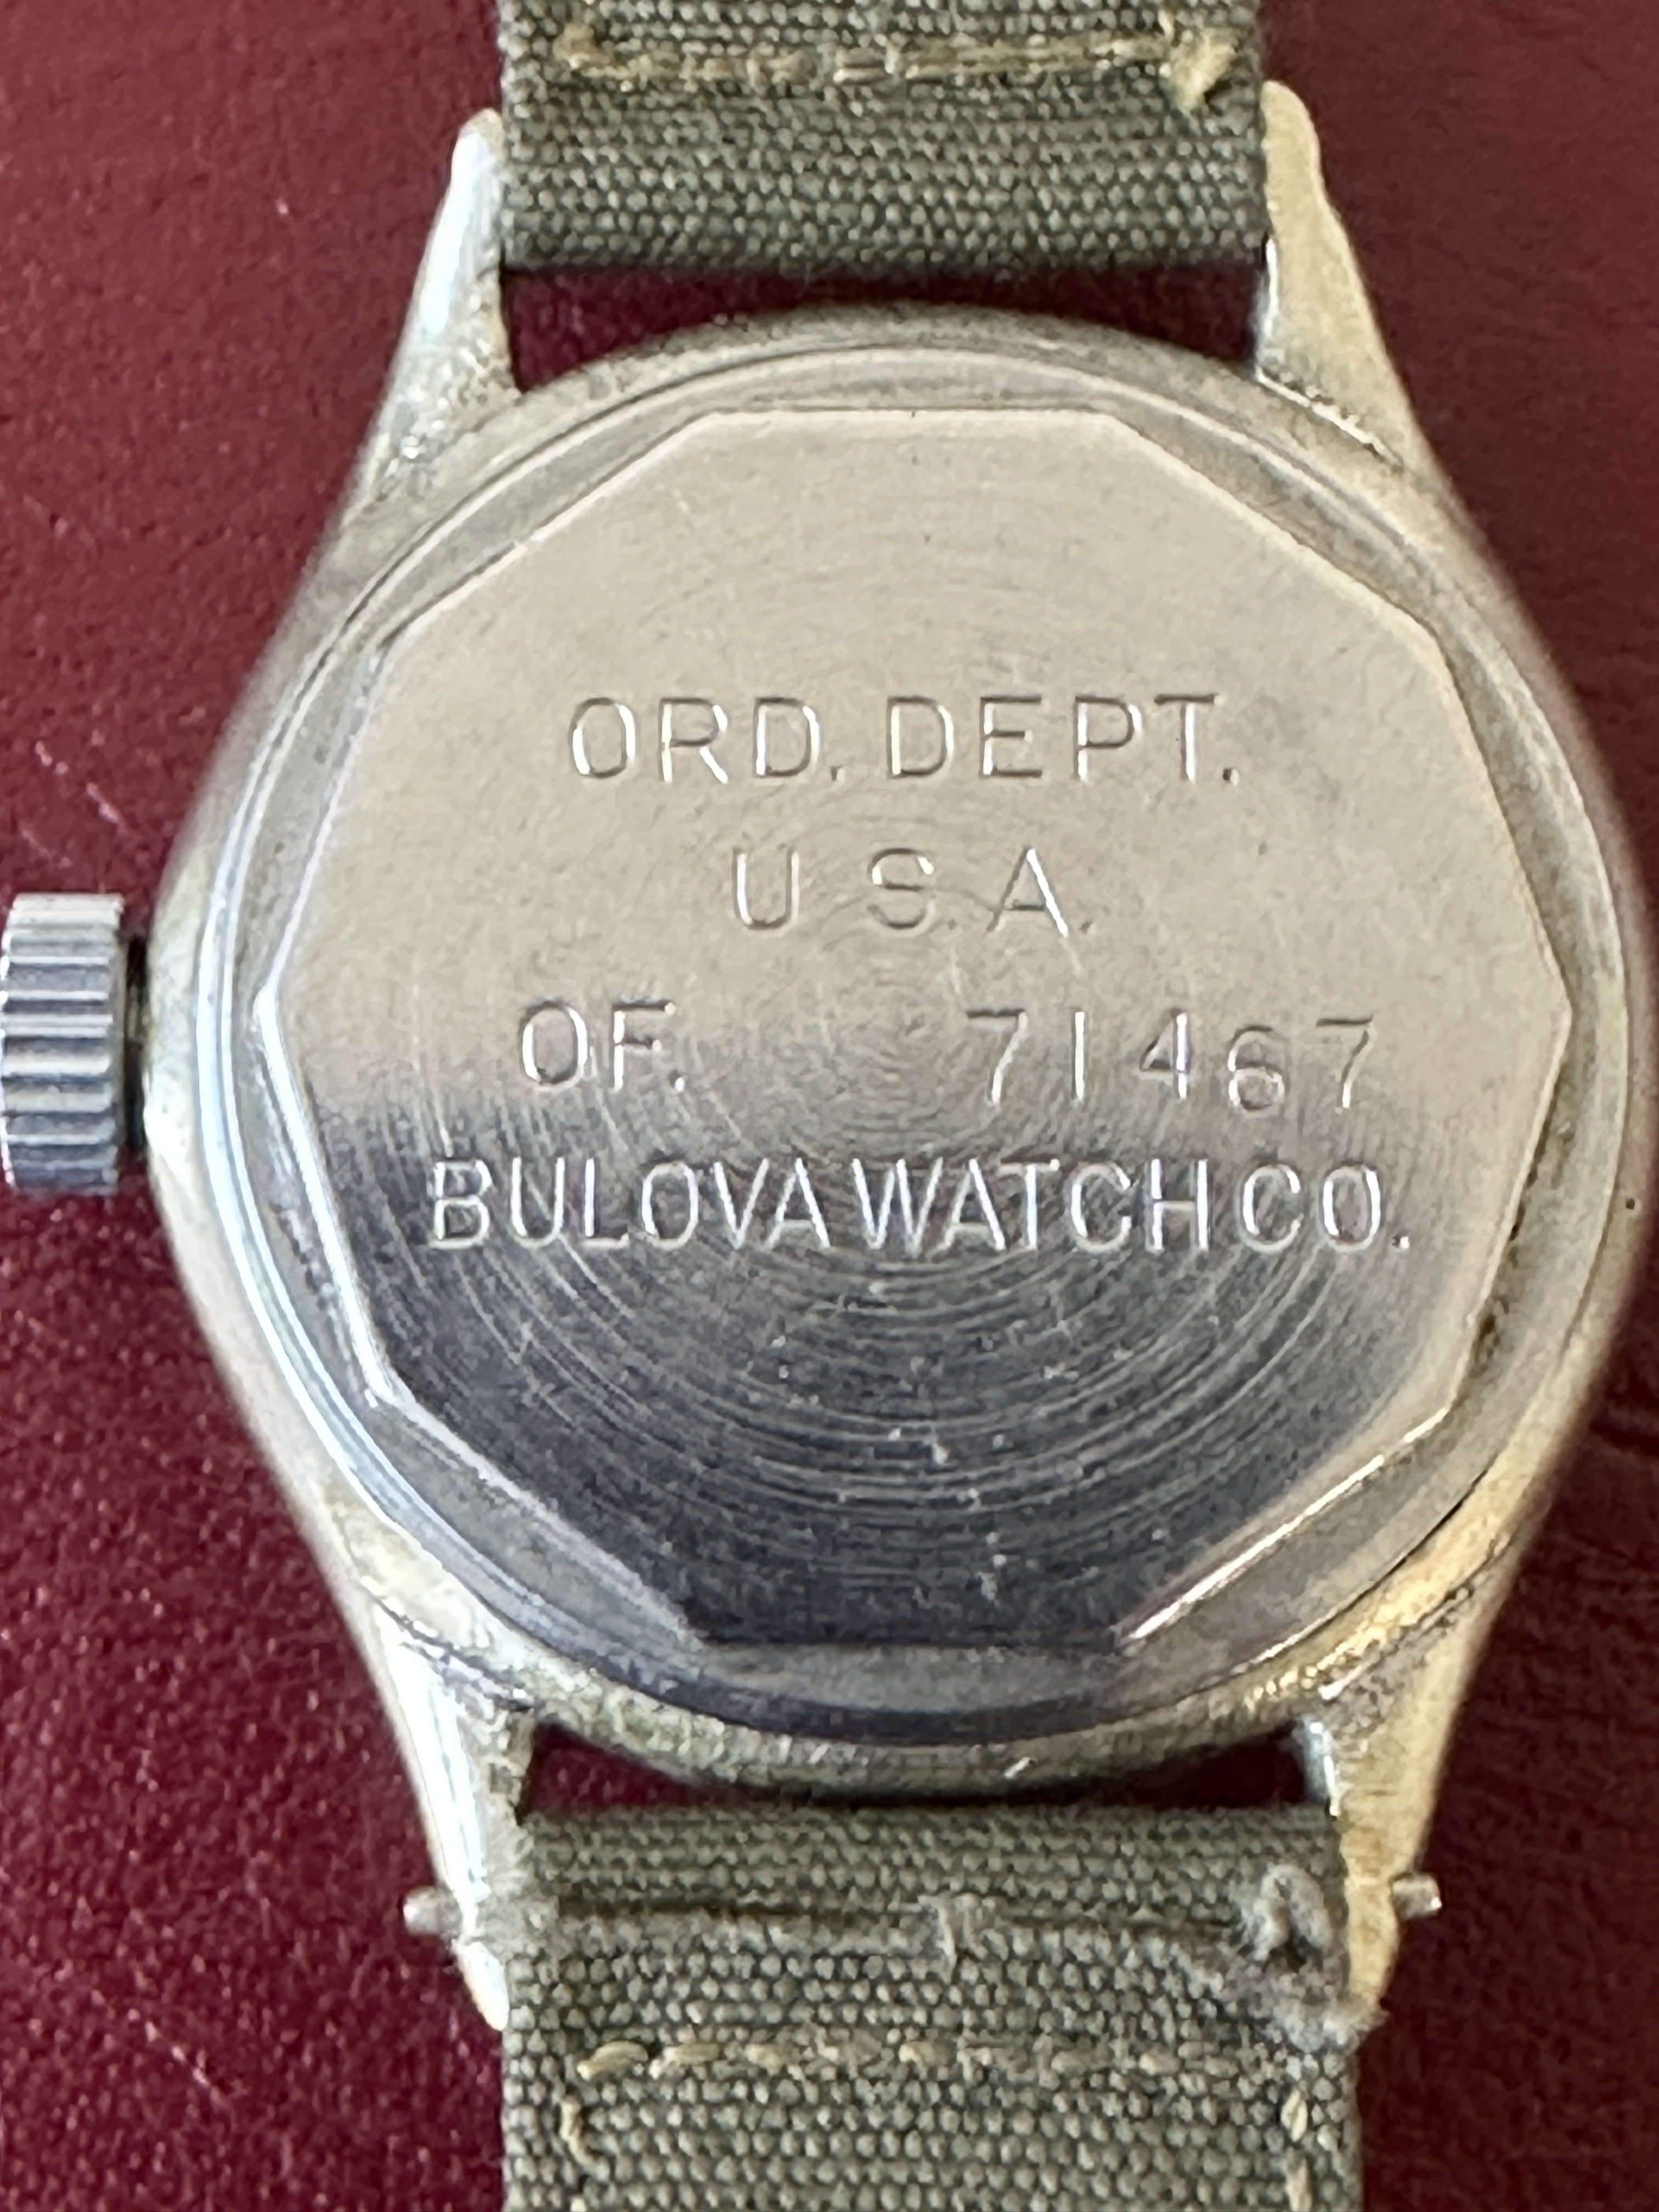 ORD. DEPT.
U.S.A.
OF. 71467
BULOVA WATCH CO.